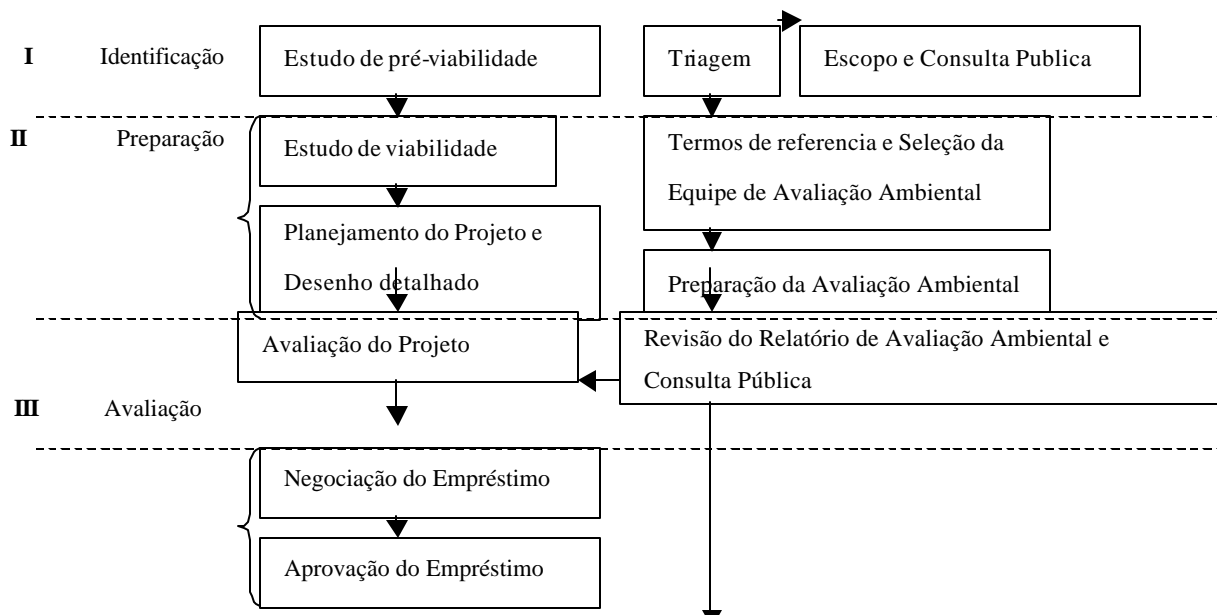 I Identificação Estudo de pré-viabilidade Triagem Escopo e Consulta Publica
II Preparação
Estudo de viabilidade
Termos de referencia e Seleção da
Equipe de Avaliação Ambiental
Planejamento do Projeto e
Desenho detalhado
Preparação da Avaliação Ambiental
Avaliação do Projeto
Revisão do Relatório de Avaliação Ambiental e
Consulta Pública
III Avaliação
Negociação do Empréstimo
Aprovação do Empréstimo